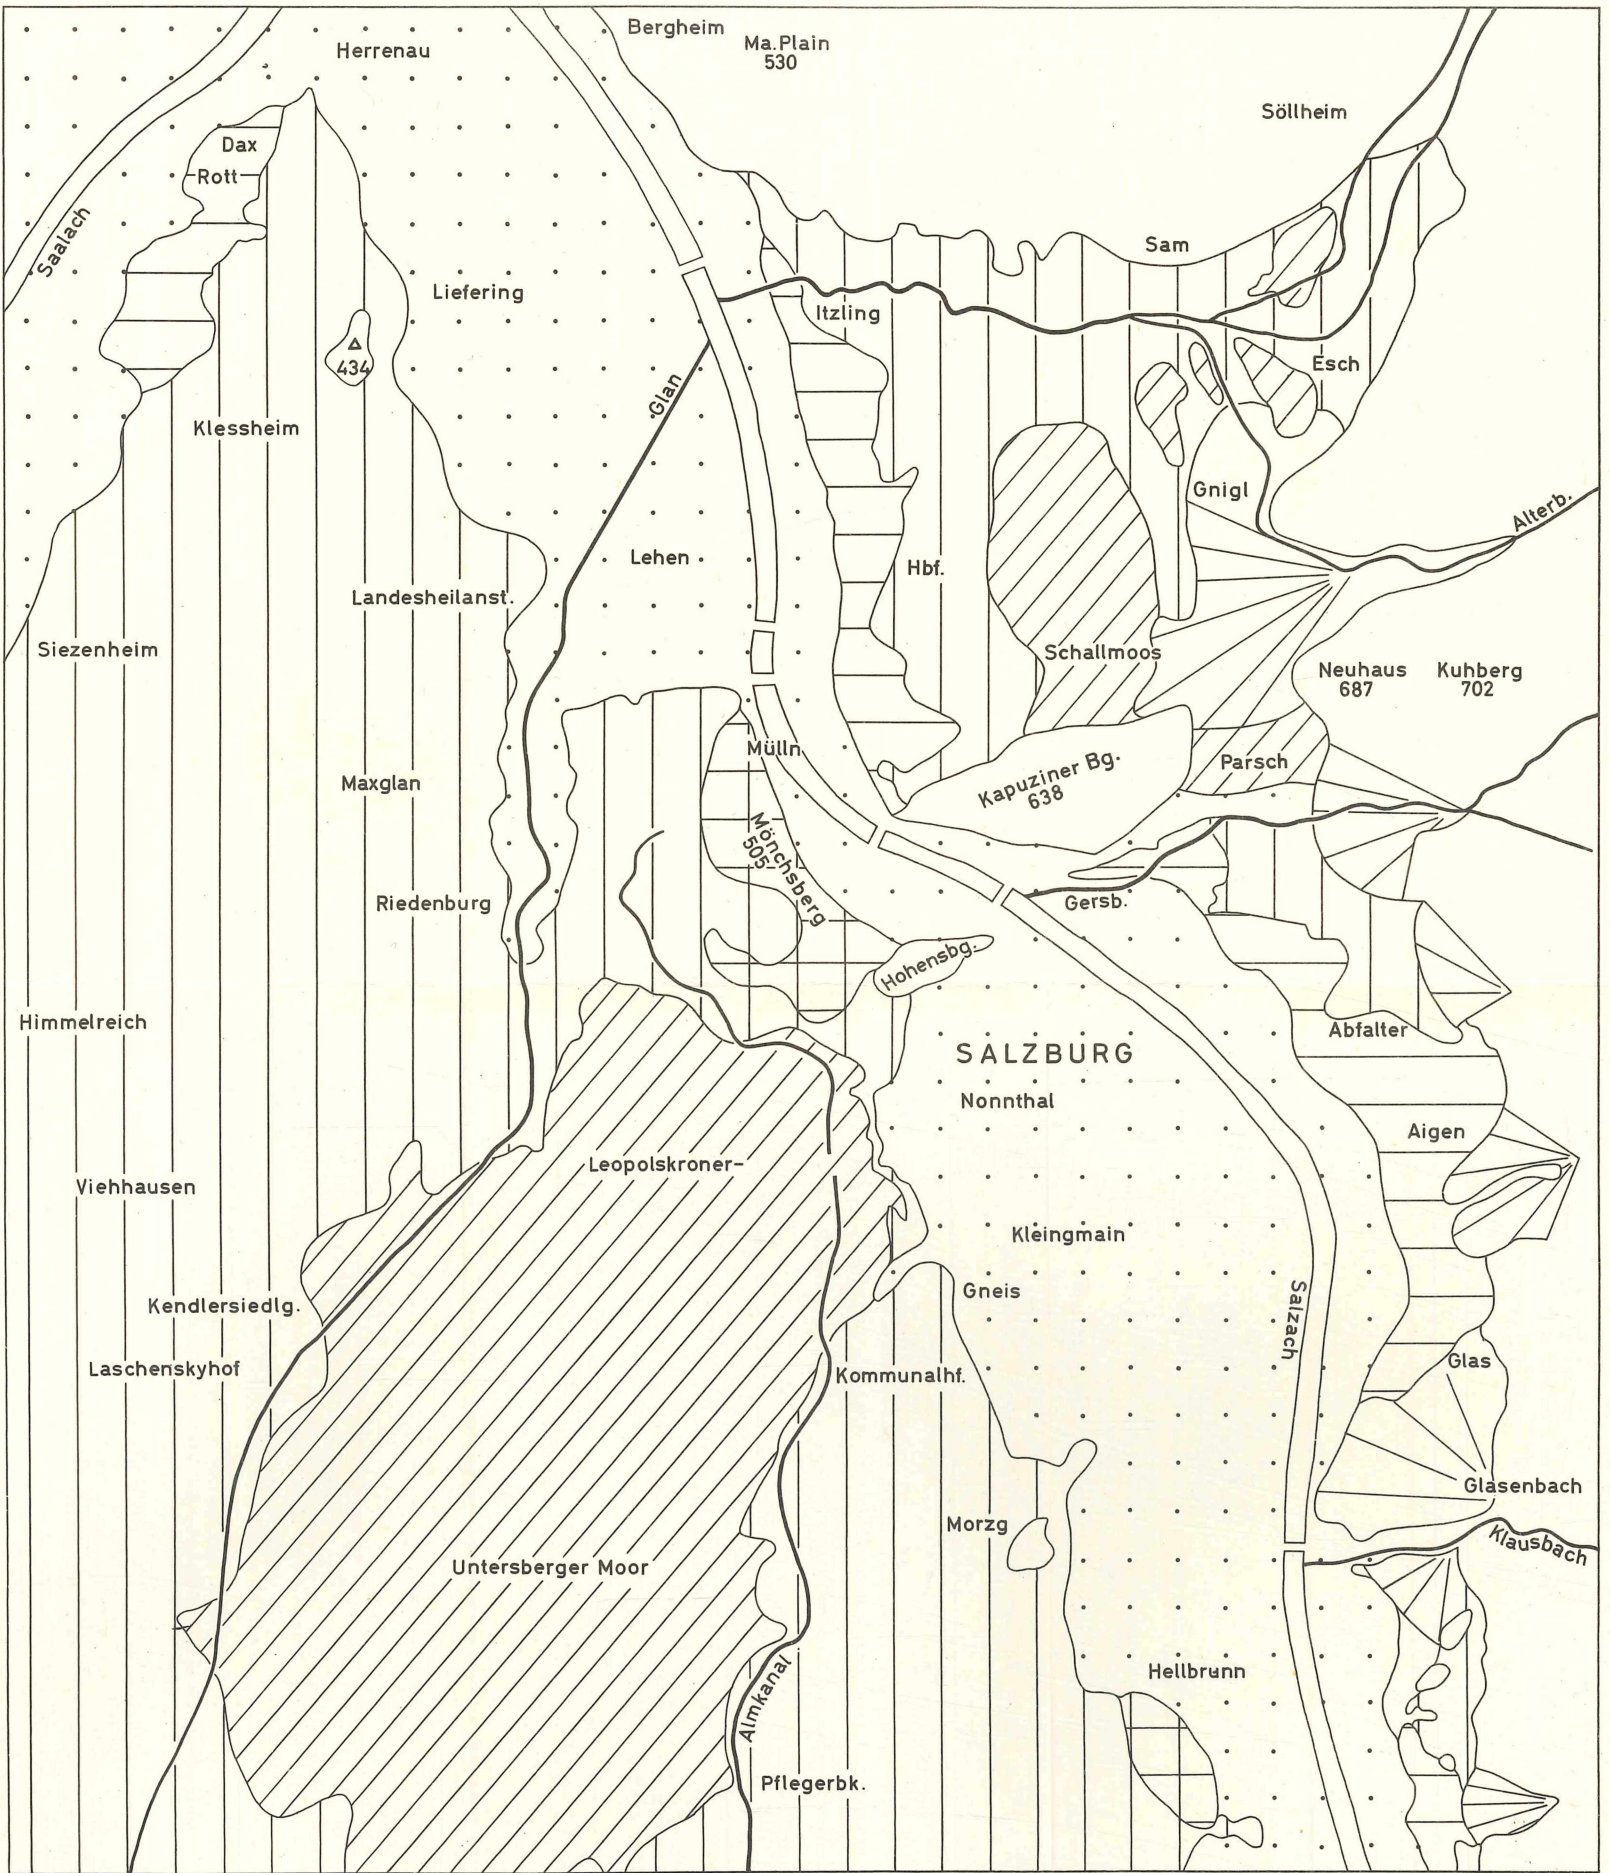 Bergheim
Herrenau
Ma.Plain
530
Söllheim
Dax
Rott
Saalach
Sam
Liefering
Itzling
434
Esch
Glan
Klessheim
Gnigl
Alterb.
Lehen
Hbf.
Landesheilanst.
Siezenheim
Schallmoos
Neuhaus
687
Kuhberg
702
Mülln
Parsch
Kapuziner Bg.
638
Maxglan
Mönchsberg
505
Riedenburg
Gersb.
Hohensbg.
Himmelreich
Abfalter
SALZBURG
Nonnthal
Aigen
Leopolskroner-
Viehhausen
Kleingmain
Gneis
Salzach
Kendlersiedlg.
Laschenskyhof
Glas
Kommunalhf.
Glasenbach
Morzg
Klausbach
Untersberger Moor
Hellbrunn
Almkanal
Pflegerbk.